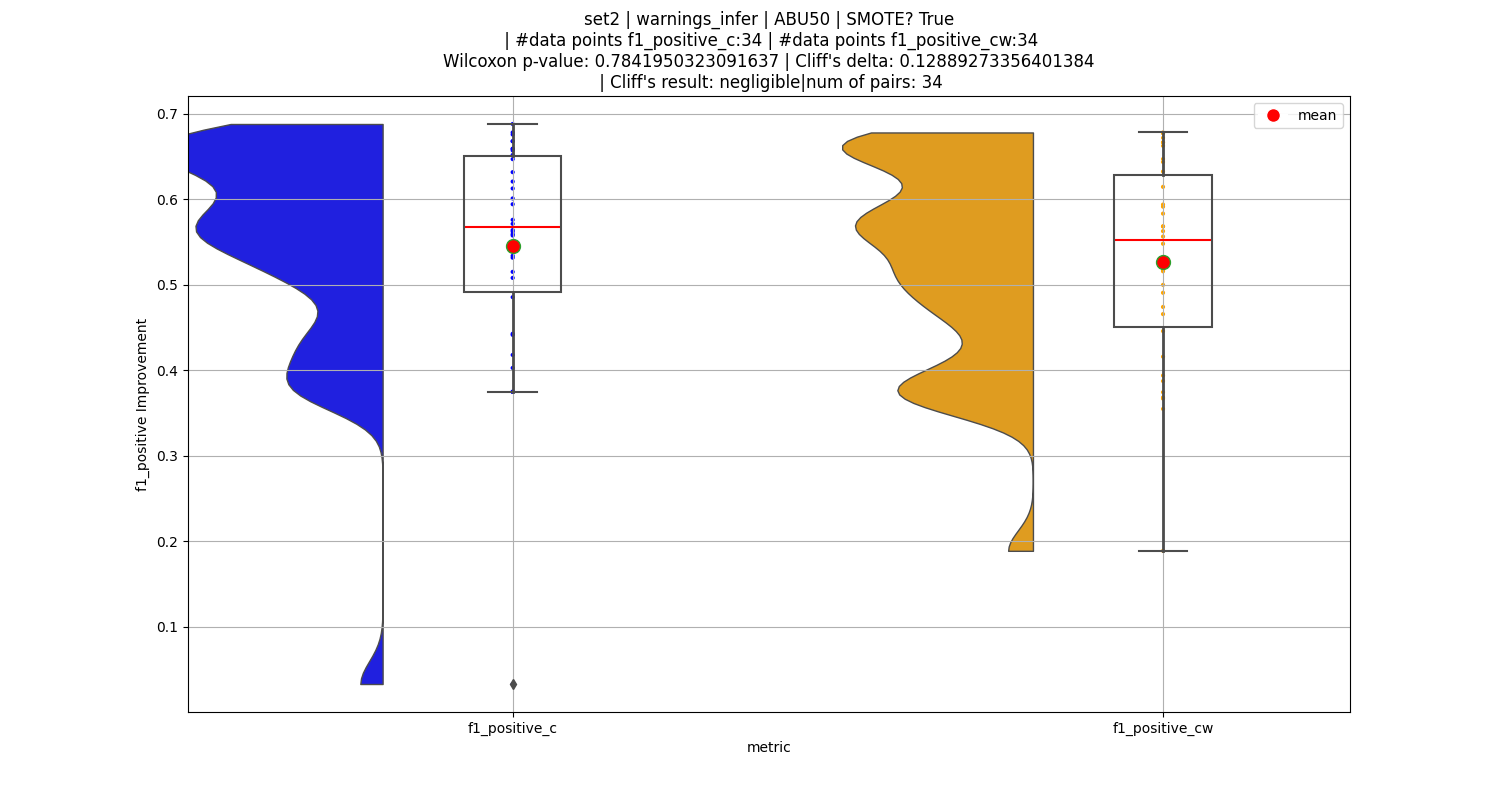 set2 | warnings_infer | ABU50 | SMOTE? True
| #data points f1_positive_c:34 | #data points f1_positive_cw:34
Wilcoxon p-value: 0.7841950323091637 | Cliff's delta: 0.12889273356401384
| Cliff's result: negligible|num of pairs: 34
mean
0.7
0.6
0.5
0.4
0.3
0.2
0.1
f1_positive Improvement
f1_positive_c
f1_positive_cw
metric